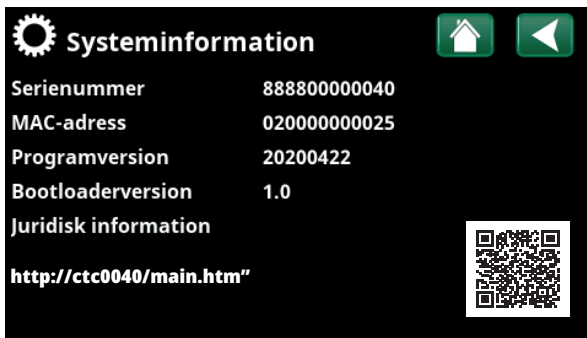 Systeminformation
Serienummer 888800000040
MAC-adress 020000000025
Programversion 20200422
Bootloaderversion 1.0
Juridisk information
http://ctc0040/main.htm”